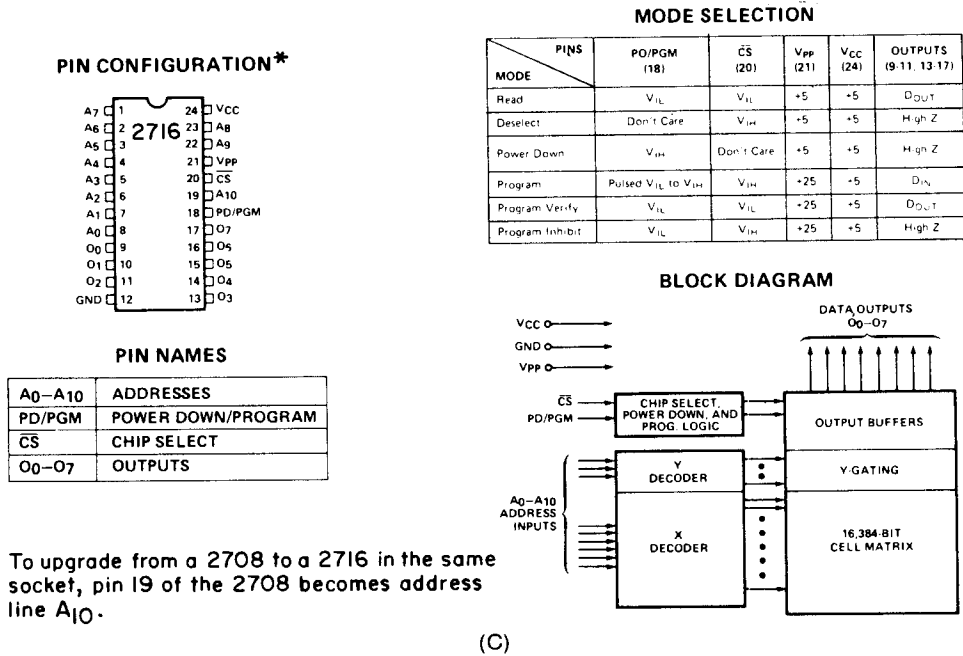 PIN CONFIGURATION*
2716
A7 1 24 VCC
A6 2 23 A8
A5 3 22 A9
A4 4 21 VPP
A3 5 20 CS
A2 6 19 A10
A1 7 18 PD/PGM
A0 8 17 O7
O0 9 16 O5
O1 10 15 O5
O2 11 14 O4
GND 12 13 O3
PIN NAMES
A0–A10 ADDRESSES
PD/PGM POWER DOWN/PROGRAM
CS CHIP SELECT
O0–O7 OUTPUTS
To upgrade from a 2708 to a 2716 in the same
socket, pin 19 of the 2708 becomes address
line A10.
MODE SELECTION
PINS
MODE
PO/PGM (18) CS (20) VPP (21) VCC (24) OUTPUTS (9-11, 13-17)
Read VIL VIL +5 +5 DOUT
Deselect Don't Care VIH +5 +5 High Z
Power Down VIH Don't Care +5 +5 High Z
Program Pulsed VIL to VIH VIH +25 +5 DIN
Program Verify VIL VIL +25 +5 DOUT
Program Inhibit VIL VIH +25 +5 High Z
BLOCK DIAGRAM
DATA OUTPUTS
O0–O7
VCC
GND
VPP
CS
PD/PGM
CHIP SELECT,
POWER DOWN, AND
PROG. LOGIC
OUTPUT BUFFERS
Y
DECODER
Y-GATING
A0–A10
ADDRESS
INPUTS
X
DECODER
16,384-BIT
CELL MATRIX
(C)